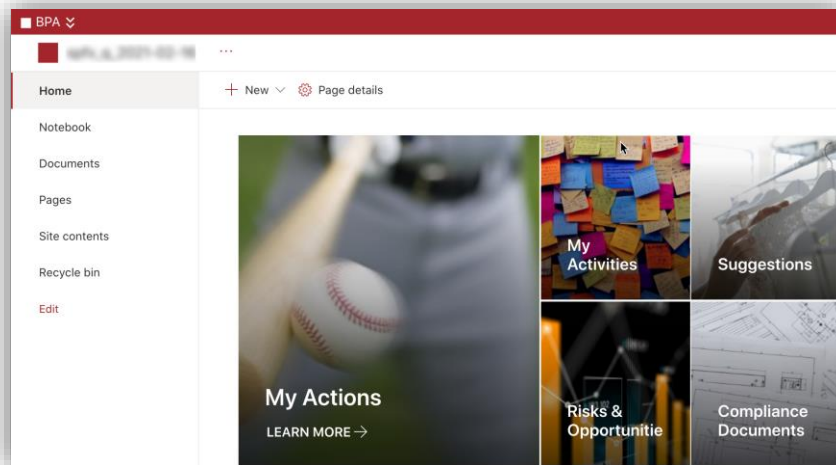 BPA
Home
Notebook
Documents
Pages
Site contents
Recycle bin
Edit
New
Page details
My Actions
LEARN MORE
My
Activities
Suggestions
Risks &
Opportunitie
Compliance
Documents